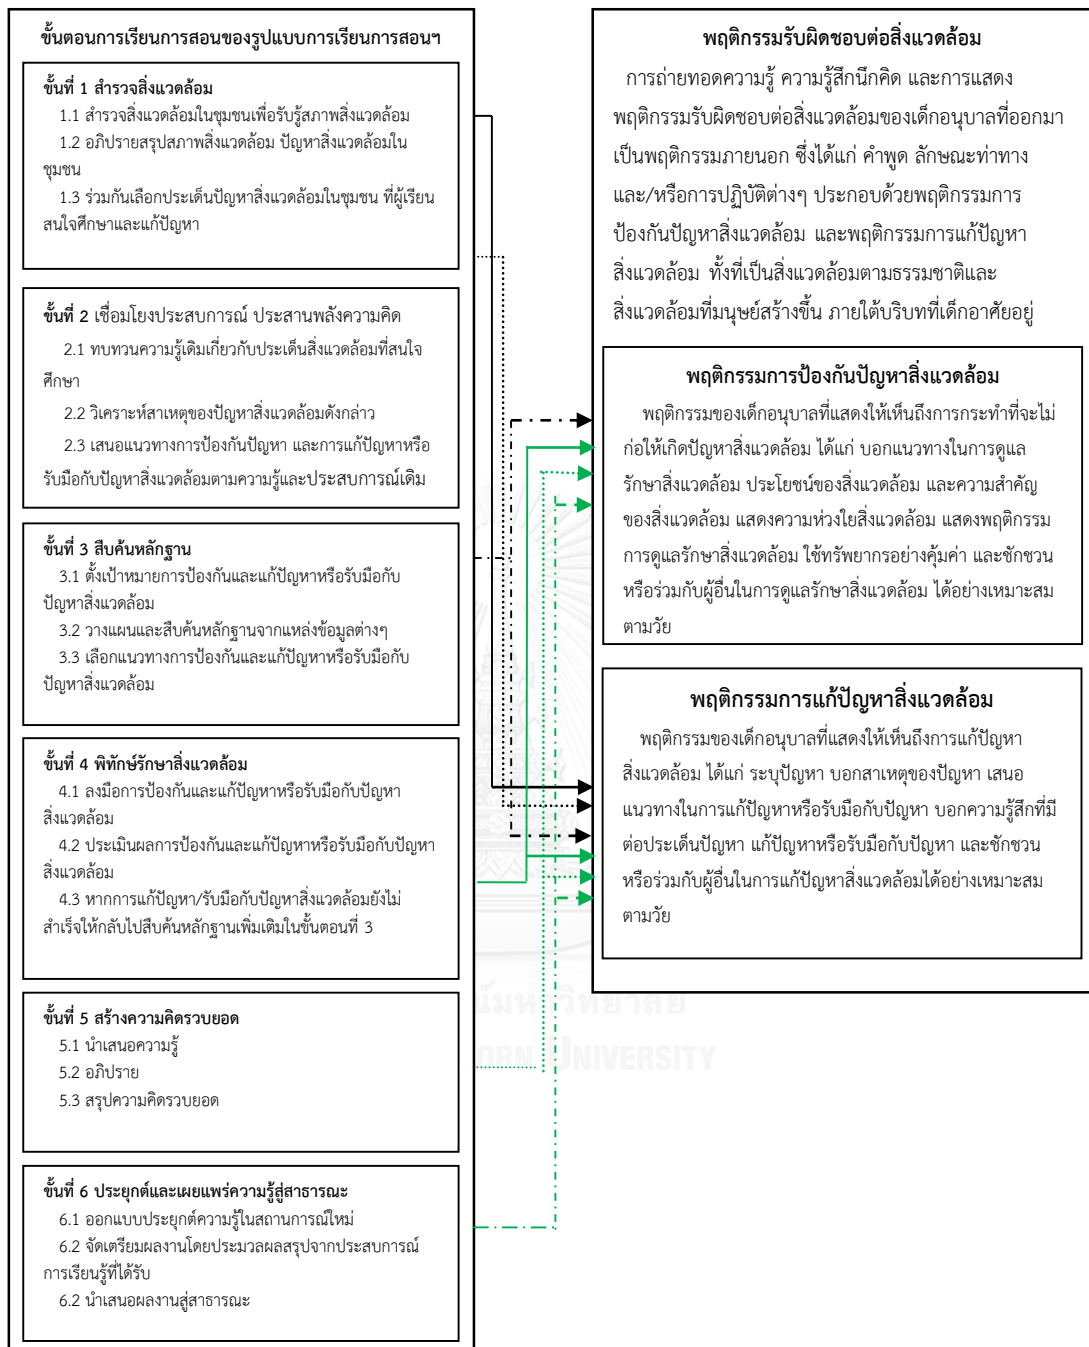 ขั้นตอนการเรียนการสอนของรูปแบบการเรียนการสอนฯ
ขั้นที่ 1 สำรวจสิ่งแวดล้อม
1.1 สำรวจสิ่งแวดล้อมในชุมชนเพื่อรับรู้สภาพสิ่งแวดล้อม
1.2 อภิปรายสรุปสภาพสิ่งแวดล้อม ปัญหาสิ่งแวดล้อมใน
ชุมชน
1.3 ร่วมกันเลือกประเด็นปัญหาสิ่งแวดล้อมในชุมชน ที่ผู้เรียน
สนใจศึกษาและแก้ปัญหา
ขั้นที่ 2 เชื่อมโยงประสบการณ์ ประสานพลังความคิด
2.1 ทบทวนความรู้เดิมเกี่ยวกับประเด็นสิ่งแวดล้อมที่สนใจ
ศึกษา
2.2 วิเคราะห์สาเหตุของปัญหาสิ่งแวดล้อมดังกล่าว
2.3 เสนอแนวทางการป้องกันปัญหา และการแก้ปัญหาหรือ
รับมือกับปัญหาสิ่งแวดล้อมตามความรู้และประสบการณ์เดิม
ขั้นที่ 3 สืบค้นหลักฐาน
3.1 ตั้งเป้าหมายการป้องกันและแก้ปัญหาหรือรับมือกับ
ปัญหาสิ่งแวดล้อม
3.2 วางแผนและสืบค้นหลักฐานจากแหล่งข้อมูลต่างๆ
3.3 เลือกแนวทางการป้องกันและแก้ปัญหาหรือรับมือกับ
ปัญหาสิ่งแวดล้อม
ขั้นที่ 4 พิทักษ์รักษาสิ่งแวดล้อม
4.1 ลงมือการป้องกันและแก้ปัญหาหรือรับมือกับปัญหา
สิ่งแวดล้อม
4.2 ประเมินผลการป้องกันและแก้ปัญหาหรือรับมือกับปัญหา
สิ่งแวดล้อม
4.3 หากการแก้ปัญหา/รับมือกับปัญหาสิ่งแวดล้อมยังไม่
สำเร็จให้กลับไปสืบค้นหลักฐานเพิ่มเติมในขั้นตอนที่ 3
ขั้นที่ 5 สร้างความคิดรวบยอด
5.1 นำเสนอความรู้
5.2 อภิปราย
5.3 สรุปความคิดรวบยอด
ขั้นที่ 6 ประยุกต์และเผยแพร่ความรู้สู่สาธารณะ
6.1 ออกแบบประยุกต์ความรู้ในสถานการณ์ใหม่
6.2 จัดเตรียมผลงานโดยประมวลผลสรุปจากประสบการณ์
การเรียนรู้ที่ได้รับ
6.2 นำเสนอผลงานสู่สาธารณะ
พฤติกรรมรับผิดชอบต่อสิ่งแวดล้อม
การถ่ายทอดความรู้ ความรู้สึกนึกคิด และการแสดง
พฤติกรรมรับผิดชอบต่อสิ่งแวดล้อมของเด็กอนุบาลที่ออกมา
เป็นพฤติกรรมภายนอก ซึ่งได้แก่ คำพูด ลักษณะท่าทาง
และ/หรือการปฏิบัติต่างๆ ประกอบด้วยพฤติกรรมการ
ป้องกันปัญหาสิ่งแวดล้อม และพฤติกรรมการแก้ปัญหา
สิ่งแวดล้อม ทั้งที่เป็นสิ่งแวดล้อมตามธรรมชาติและ
สิ่งแวดล้อมที่มนุษย์สร้างขึ้น ภายใต้บริบทที่เด็กอาศัยอยู่
พฤติกรรมการป้องกันปัญหาสิ่งแวดล้อม
พฤติกรรมของเด็กอนุบาลที่แสดงให้เห็นถึงการกระทำที่จะไม่
ก่อให้เกิดปัญหาสิ่งแวดล้อม ได้แก่ บอกแนวทางในการดูแล
รักษาสิ่งแวดล้อม ประโยชน์ของสิ่งแวดล้อม และความสำคัญ
ของสิ่งแวดล้อม แสดงความห่วงใยสิ่งแวดล้อม แสดงพฤติกรรม
การดูแลรักษาสิ่งแวดล้อม ใช้ทรัพยากรอย่างคุ้มค่า และชักชวน
หรือร่วมกับผู้อื่นในการดูแลรักษาสิ่งแวดล้อม ได้อย่างเหมาะสม
ตามวัย
พฤติกรรมการแก้ปัญหาสิ่งแวดล้อม
พฤติกรรมของเด็กอนุบาลที่แสดงให้เห็นถึงการแก้ปัญหา
สิ่งแวดล้อม ได้แก่ ระบุปัญหา บอกสาเหตุของปัญหา เสนอ
แนวทางในการแก้ปัญหาหรือรับมือกับปัญหา บอกความรู้สึกที่มี
ต่อประเด็นปัญหา แก้ปัญหาหรือรับมือกับปัญหา และชักชวน
หรือร่วมกับผู้อื่นในการแก้ปัญหาสิ่งแวดล้อมได้อย่างเหมาะสม
ตามวัย
UNIVERSITY